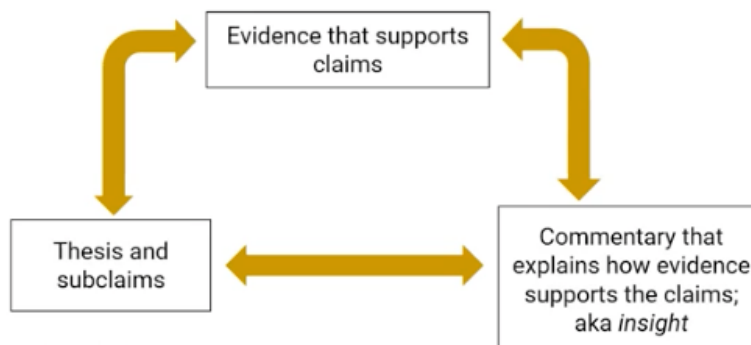 Evidence that supports
claims
Thesis and
subclaims
Commentary that
explains how evidence
supports the claims;
aka insight